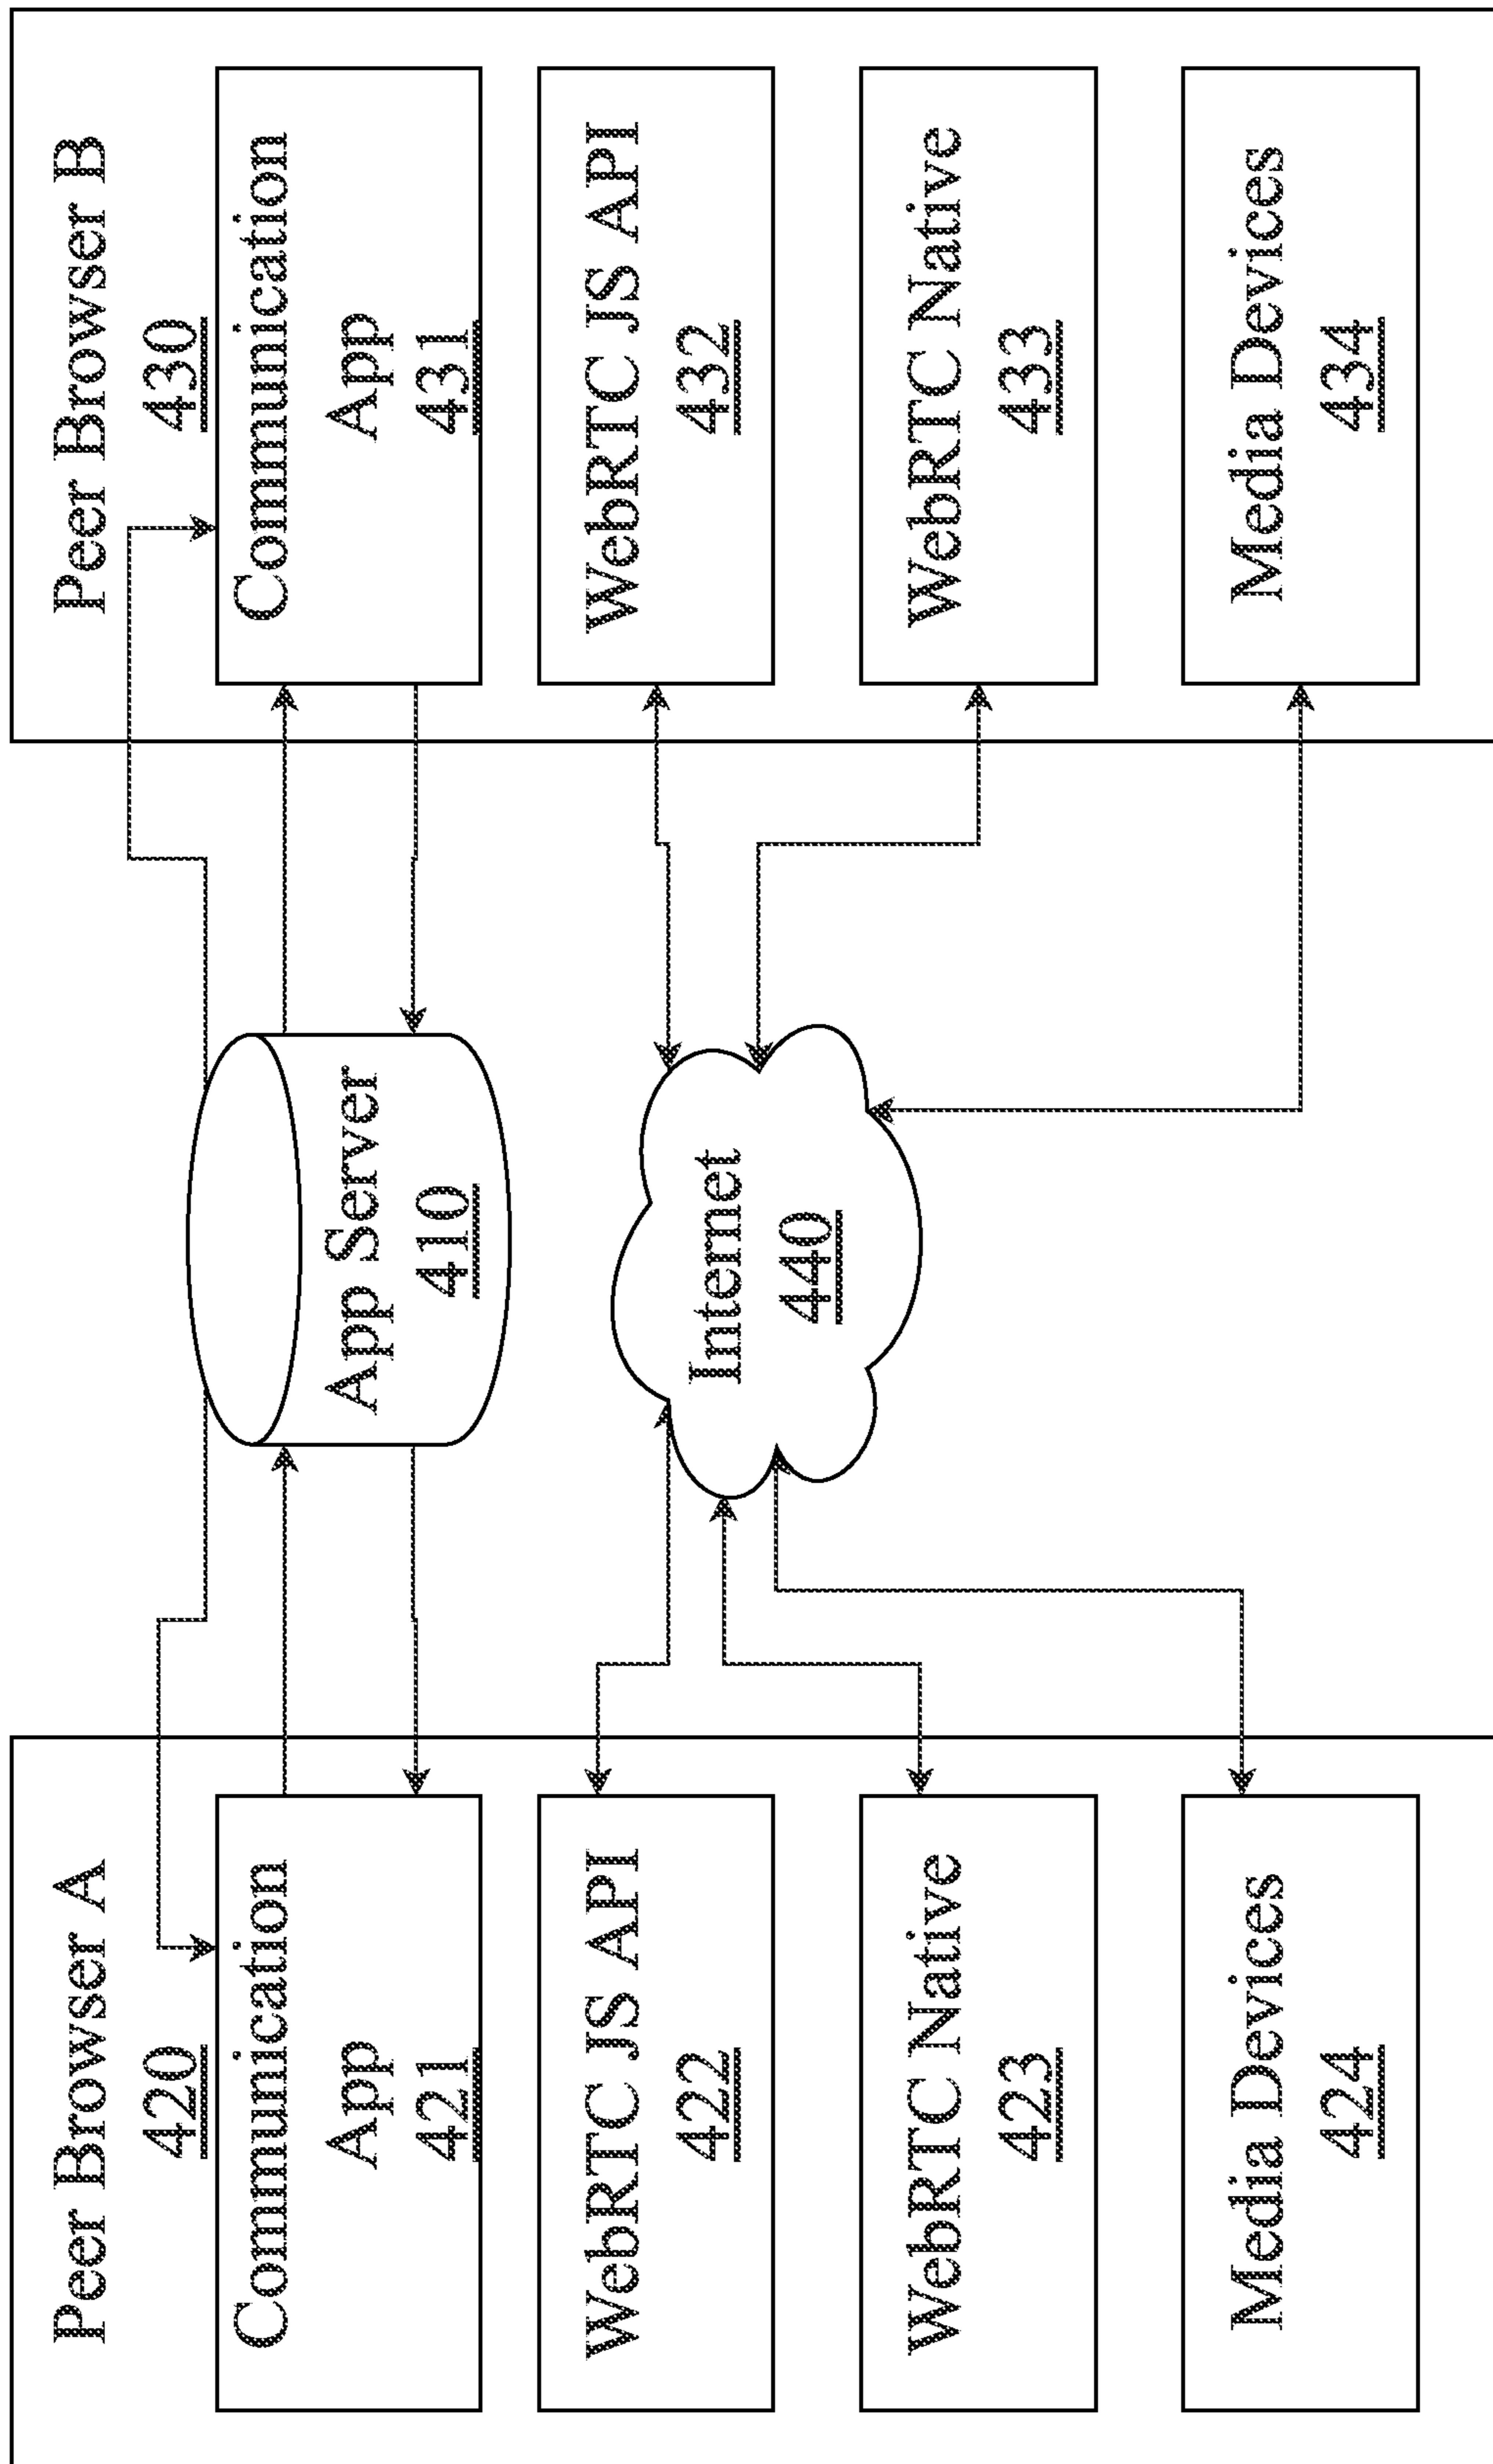 Peer Browser A
420
Communication
App
421
WebRTC JS API
422
WebRTC Native
423
Media Devices
424
App Server
410
Internet
440
Peer Browser B
430
Communication
App
431
WebRTC JS API
432
WebRTC Native
433
Media Devices
434